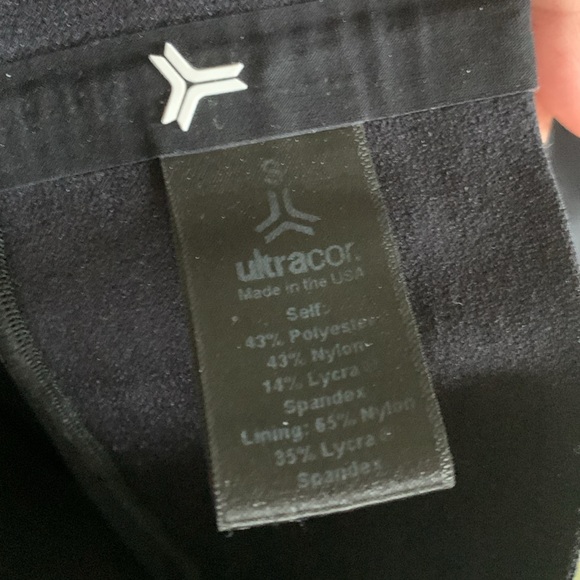 S
ultracor.
Made in the USA
Self:
43% Polyester
43% Nylon
14% Lycra®
Spandex
Lining: 65% Nylon
35% Lycra®
Spandex